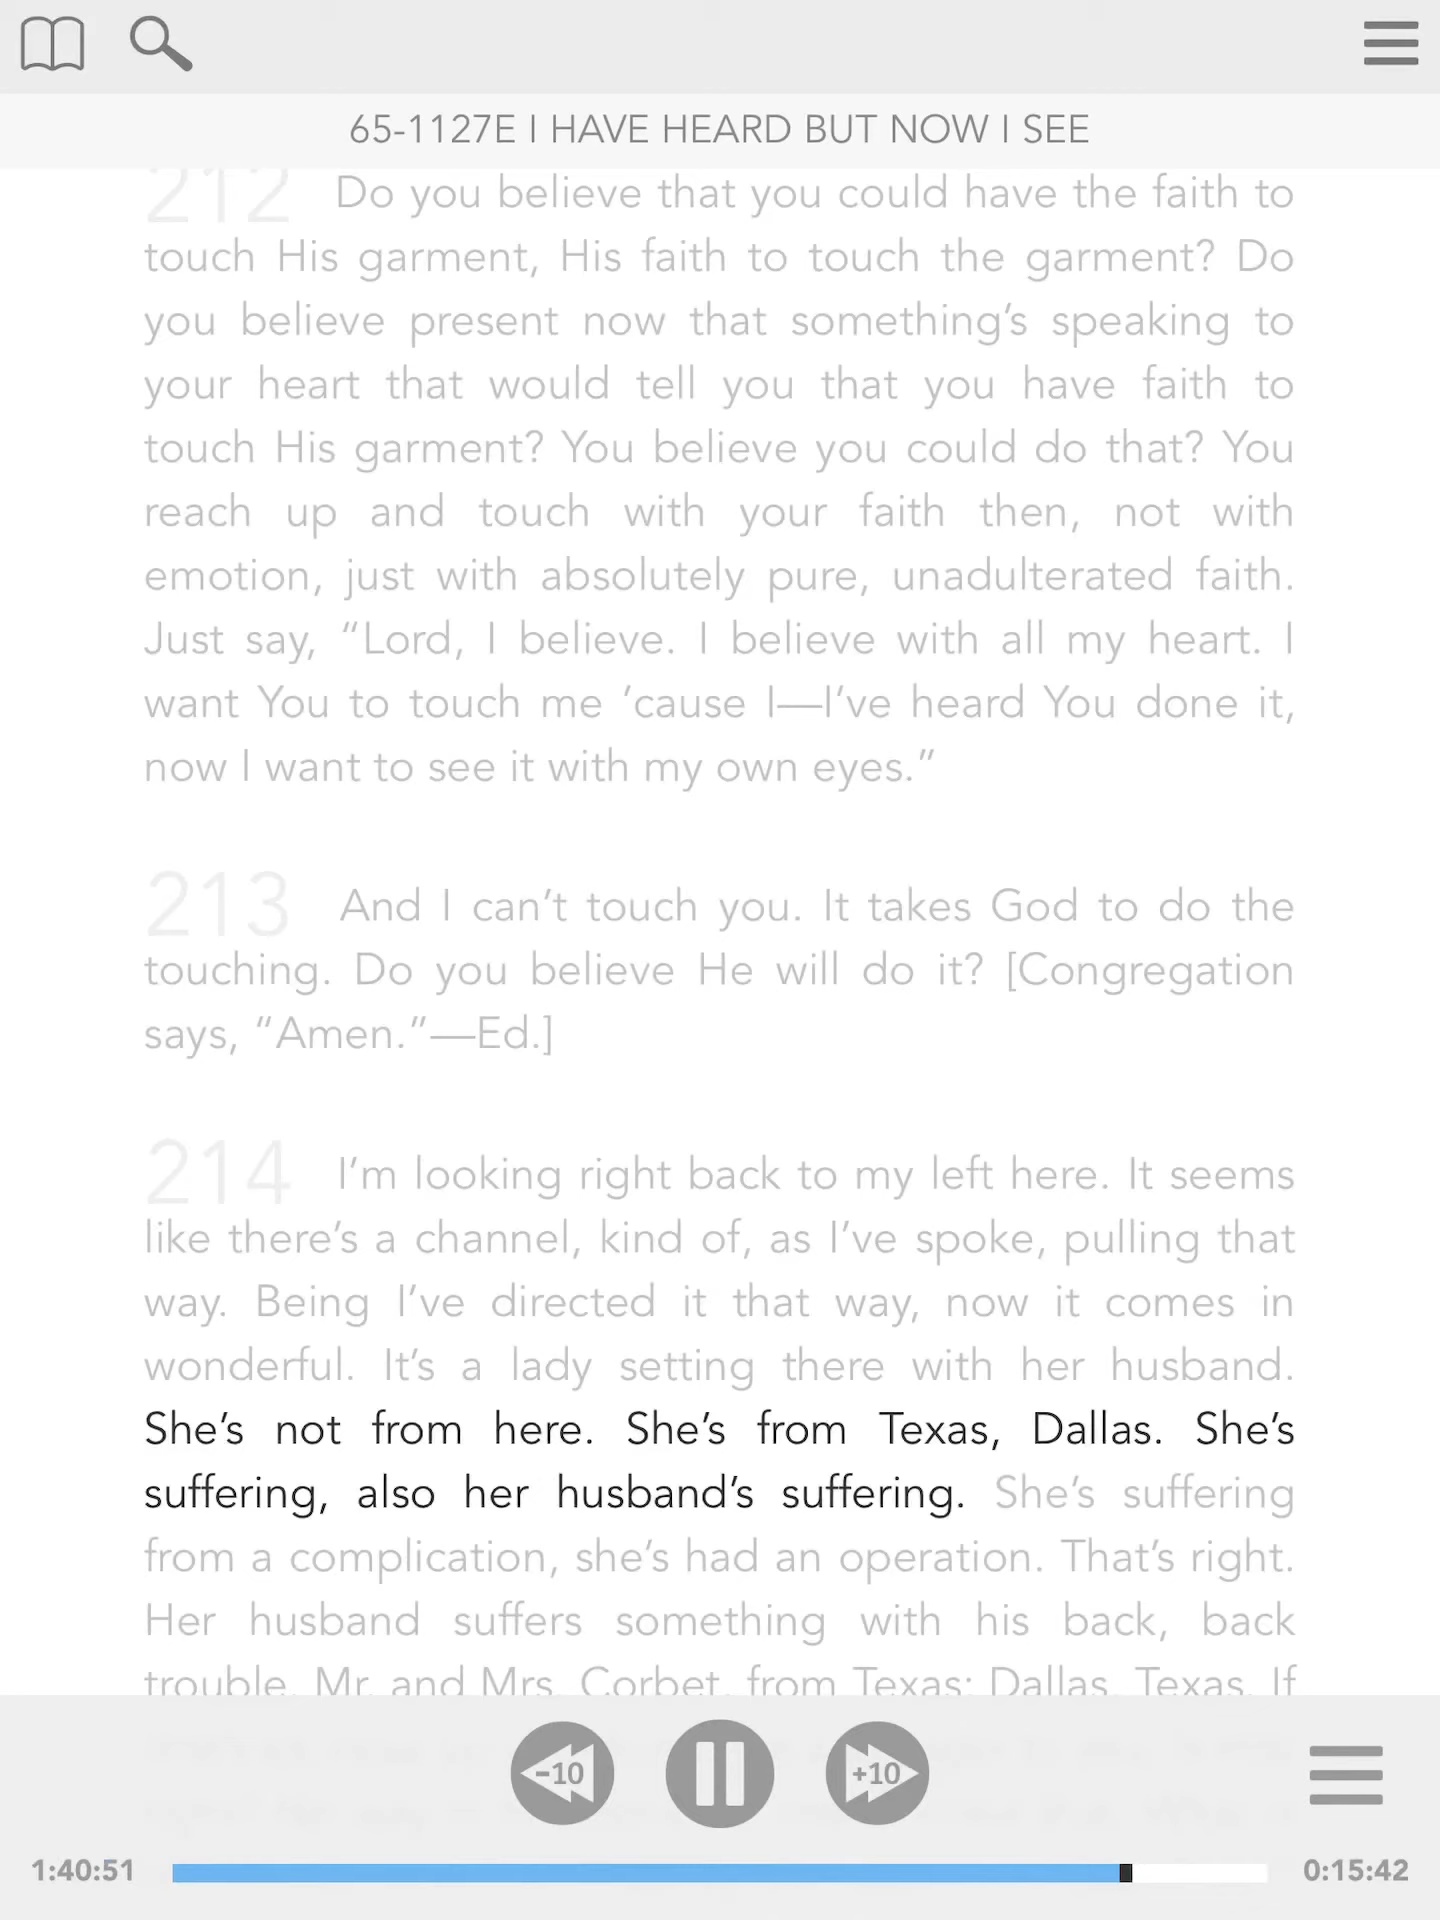 65-1127E I HAVE HEARD BUT NOW I SEE
212 Do you believe that you could have the faith to
touch His garment, His faith to touch the garment? Do
you believe present now that something’s speaking to
your heart that would tell you that you have faith to
touch His garment? You believe you could do that? You
reach up and touch with your faith then, not with
emotion, just with absolutely pure, unadulterated faith.
Just say, “Lord, I believe. I believe with all my heart. I
want You to touch me ’cause I—I’ve heard You done it,
now I want to see it with my own eyes.”
213 And I can’t touch you. It takes God to do the
touching. Do you believe He will do it? [Congregation
says, “Amen.”—Ed.]
214 I’m looking right back to my left here. It seems
like there’s a channel, kind of, as I’ve spoke, pulling that
way. Being I’ve directed it that way, now it comes in
wonderful. It’s a lady setting there with her husband.
She’s not from here. She’s from Texas, Dallas. She’s
suffering, also her husband’s suffering. She’s suffering
from a complication, she’s had an operation. That’s right.
Her husband suffers something with his back, back
trouble. Mr. and Mrs. Corbet, from Texas; Dallas, Texas. If
-10 +10
1:40:51 0:15:42